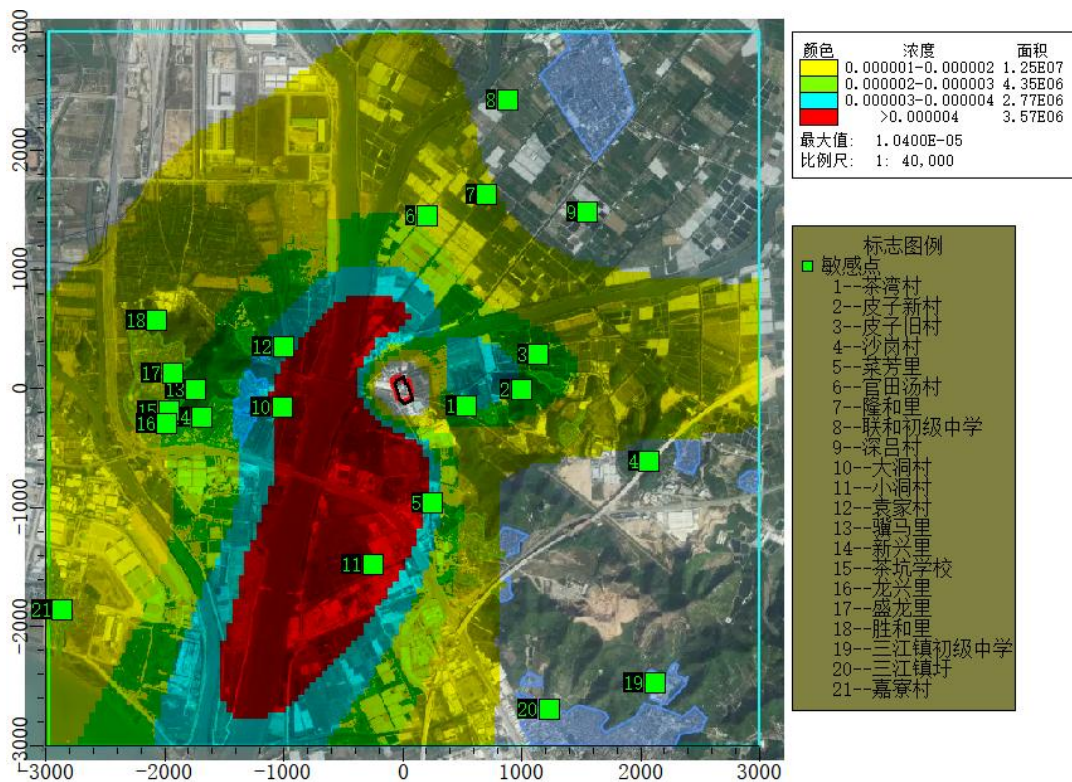 3000
2000
1000
0
-1000
-2000
-3000
-3000
-2000
-1000
0
1000
2000
3000
8
7
6
9
18
12
3
17
13
2
10
1
15
14
16
4
5
11
21
19
20
颜色 浓度 面积
0.000001-0.000002 1.25E07
0.000002-0.000003 4.35E06
0.000003-0.000004 2.77E06
>0.000004 3.57E06
最大值: 1.0400E-05
比例尺: 1: 40,000
标志图例
敏感点
1--茶湾村
2--皮子新村
3--皮子旧村
4--沙岗村
5--菜芳里
6--官田汤村
7--隆和里
8--联和初级中学
9--深吕村
10--大洞村
11--小洞村
12--袁家村
13--骥马里
14--新兴里
15--茶坑学校
16--龙兴里
17--盛龙里
18--胜和里
19--三江镇初级中学
20--三江镇圩
21--嘉寮村